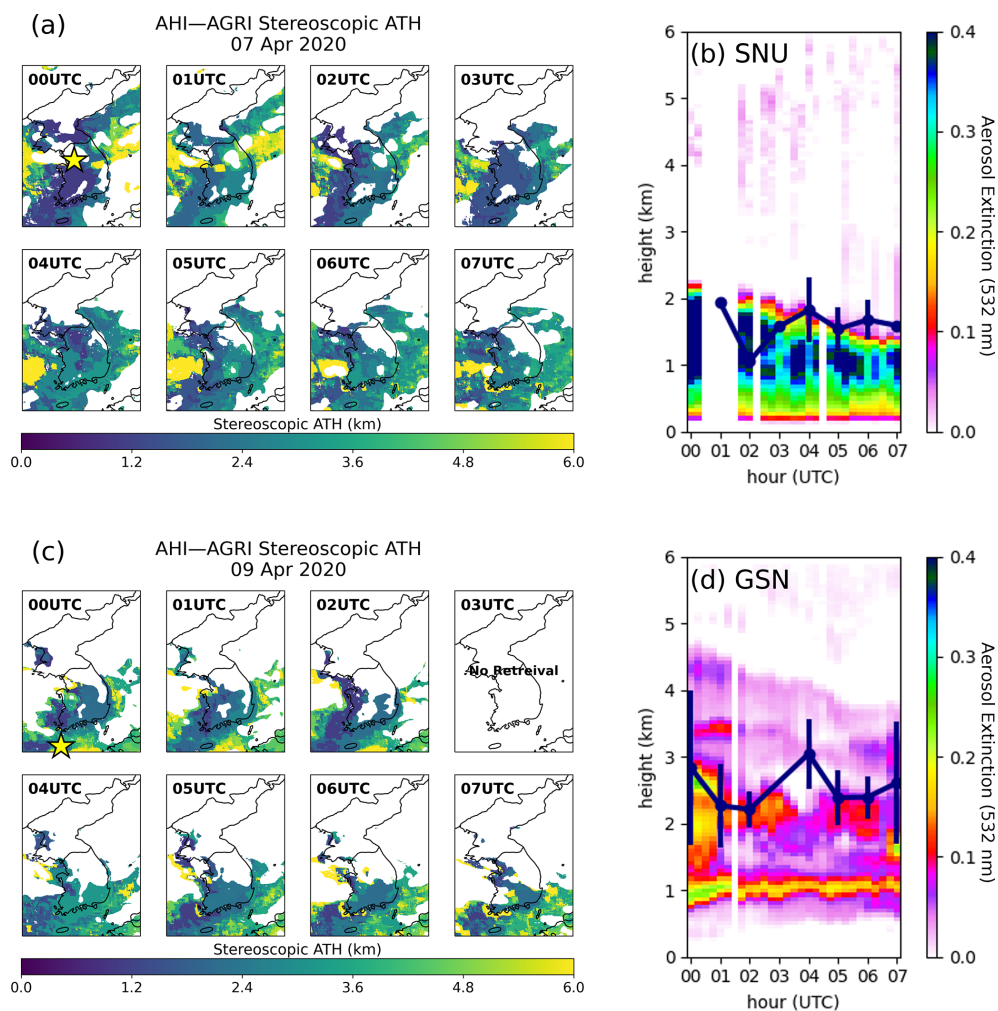 (a)
AHI—AGRI Stereoscopic ATH
07 Apr 2020
00UTC
01UTC
02UTC
03UTC
04UTC
05UTC
06UTC
07UTC
Stereoscopic ATH (km)
0.0 1.2 2.4 3.6 4.8 6.0
(b) SNU
6
5
4
3
2
1
0
height (km)
00 01 02 03 04 05 06 07
hour (UTC)
0.4
0.3
0.2
0.1
0.0
Aerosol Extinction (532 nm)
(c)
AHI—AGRI Stereoscopic ATH
09 Apr 2020
00UTC
01UTC
02UTC
03UTC
No Retreival
04UTC
05UTC
06UTC
07UTC
Stereoscopic ATH (km)
0.0 1.2 2.4 3.6 4.8 6.0
(d) GSN
6
5
4
3
2
1
0
height (km)
00 01 02 03 04 05 06 07
hour (UTC)
0.4
0.3
0.2
0.1
0.0
Aerosol Extinction (532 nm)